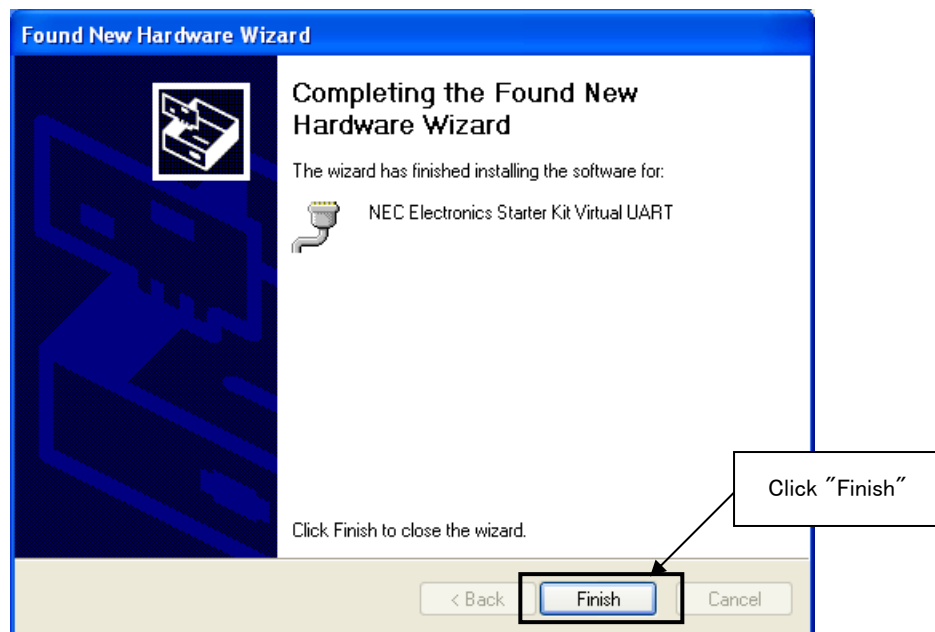 Found New Hardware Wizard
Completing the Found New
Hardware Wizard
The wizard has finished installing the software for:
NEC Electronics Starter Kit Virtual UART
Click "Finish"
Click Finish to close the wizard.
< Back
Finish
Cancel